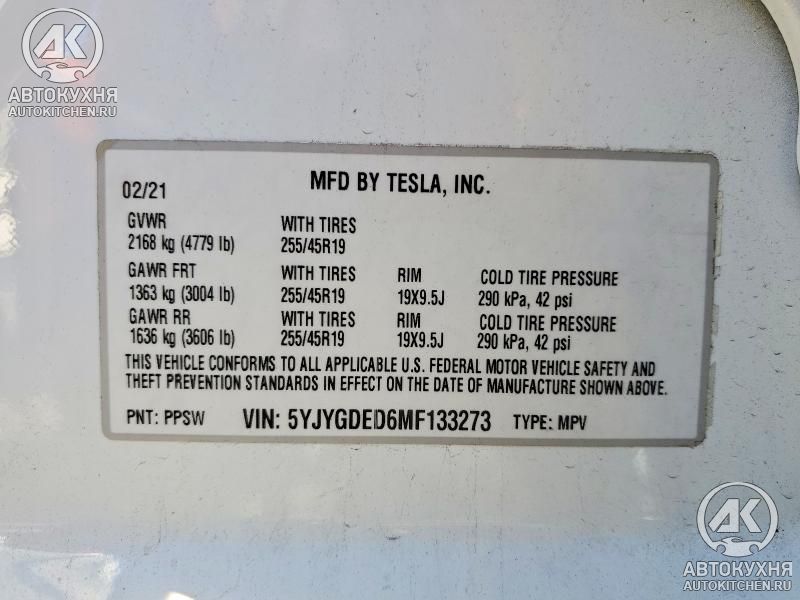 AK
АВТОКУХНЯ
AUTOKITCHEN.RU
02/21 MFD BY TESLA, INC.
GVWR WITH TIRES
2168 kg (4779 lb) 255/45R19
GAWR FRT WITH TIRES RIM COLD TIRE PRESSURE
1363 kg (3004 lb) 255/45R19 19X9.5J 290 kPa, 42 psi
GAWR RR WITH TIRES RIM COLD TIRE PRESSURE
1636 kg (3606 lb) 255/45R19 19X9.5J 290 kPa, 42 psi
THIS VEHICLE CONFORMS TO ALL APPLICABLE U.S. FEDERAL MOTOR VEHICLE SAFETY AND
THEFT PREVENTION STANDARDS IN EFFECT ON THE DATE OF MANUFACTURE SHOWN ABOVE.
PNT: PPSW VIN: 5YJYGDED6MF133273 TYPE: MPV
AK
АВТОКУХНЯ
AUTOKITCHEN.RU